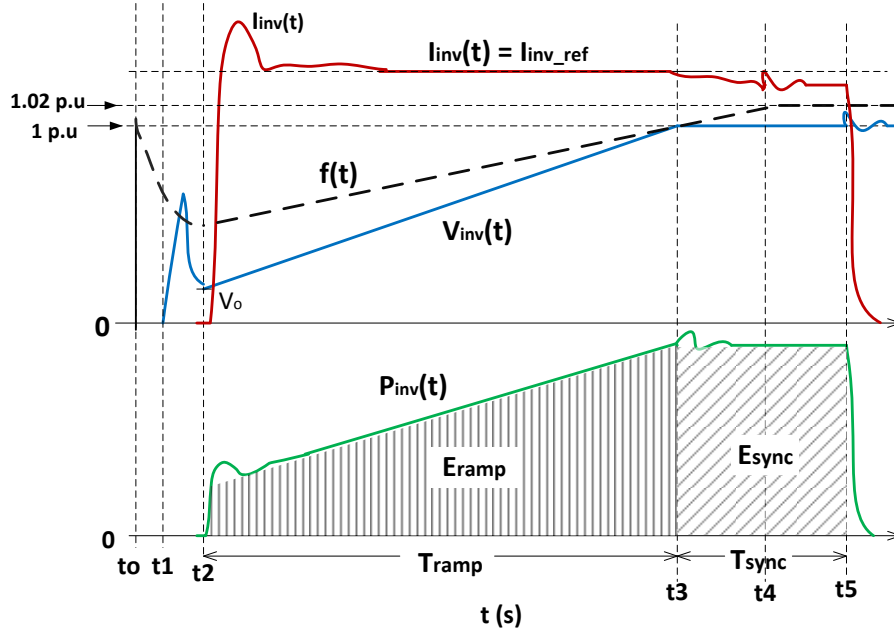 Iinv(t)
Iinv(t) = Iinv_ref
1.02 p.u
1 p.u
f(t)
Vinv(t)
Vo
0
Pinv(t)
Eramp
Esync
0
to t1 t2 Tramp t3 Tsync t4 t5
t (s)